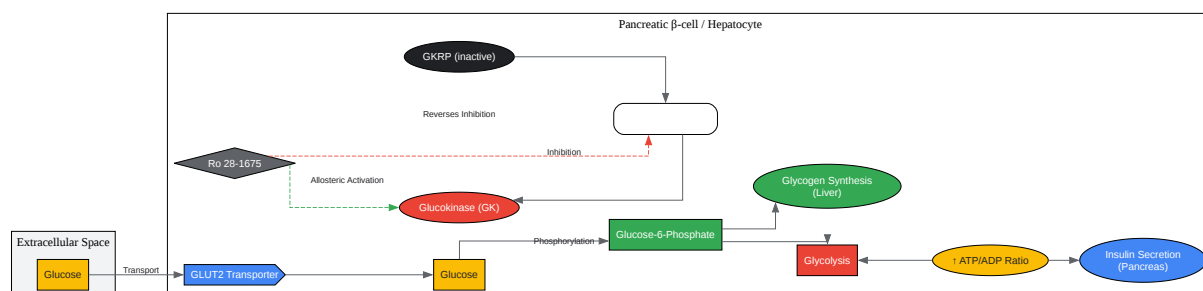 Pancreatic β-cell / Hepatocyte
GKRP (inactive)
Reverses Inhibition
Inhibition
Ro 28-1675
Allosteric Activation
Glycogen Synthesis
(Liver)
Glucokinase (GK)
Glucose-6-Phosphate
Phosphorylation
Extracellular Space
Glucose
Transport
GLUT2 Transporter
Glucose
Glycolysis
↑ ATP/ADP Ratio
Insulin Secretion
(Pancreas)